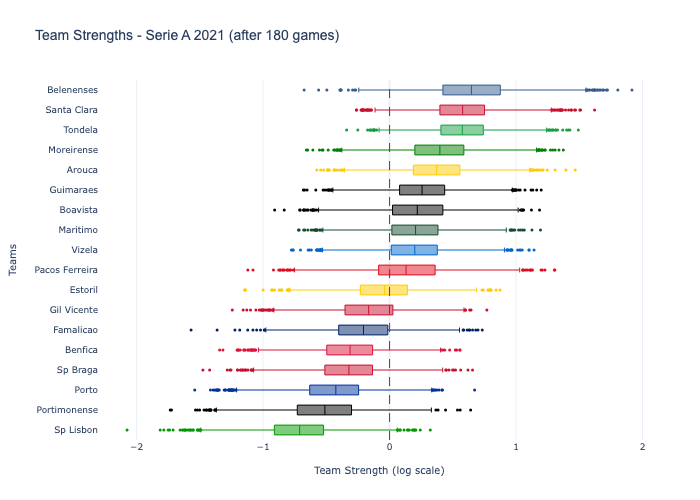 Team Strengths - Serie A 2021 (after 180 games)
Belenenses
Santa Clara
Tondela
Moreirense
Arouca
Guimaraes
Boavista
Maritimo
Vizela
Pacos Ferreira
Estoril
Gil Vicente
Famalicao
Benfica
Sp Braga
Porto
Portimonense
Sp Lisbon
Teams
−2
−1
0
1
2
Team Strength (log scale)